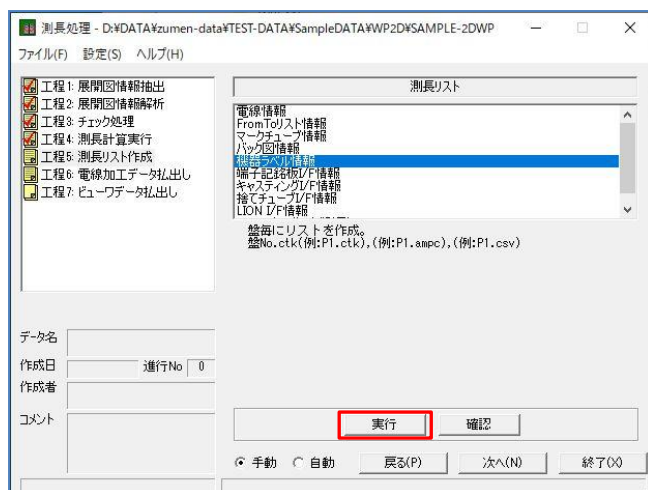 測長処理 - D:¥DATA¥zumen-data¥TEST-DATA¥SampleDATA¥WP2D¥SAMPLE-2DWP
ファイル(F) 設定(S) ヘルプ(H)
工程1: 展開図情報抽出
工程2: 展開図情報解析
工程3: チェック処理
工程4: 測長計算実行
工程5: 測長リスト作成
工程6: 電線加工データ払出し
工程7: ビューワデータ払出し
測長リスト
電線情報
FromToリスト情報
マークチューブ情報
バック図情報
機器ラベル情報
端子記銘板I/F情報
キャスティングI/F情報
捨てチューブI/F情報
LION I/F情報
盤毎にリストを作成。
盤No.ctk(例:P1.ctk),(例:P1.ampc),(例:P1.csv)
データ名
作成日 進行No 0
作成者
コメント
実行 確認
手動 自動 戻る(P) 次へ(N) 終了(X)